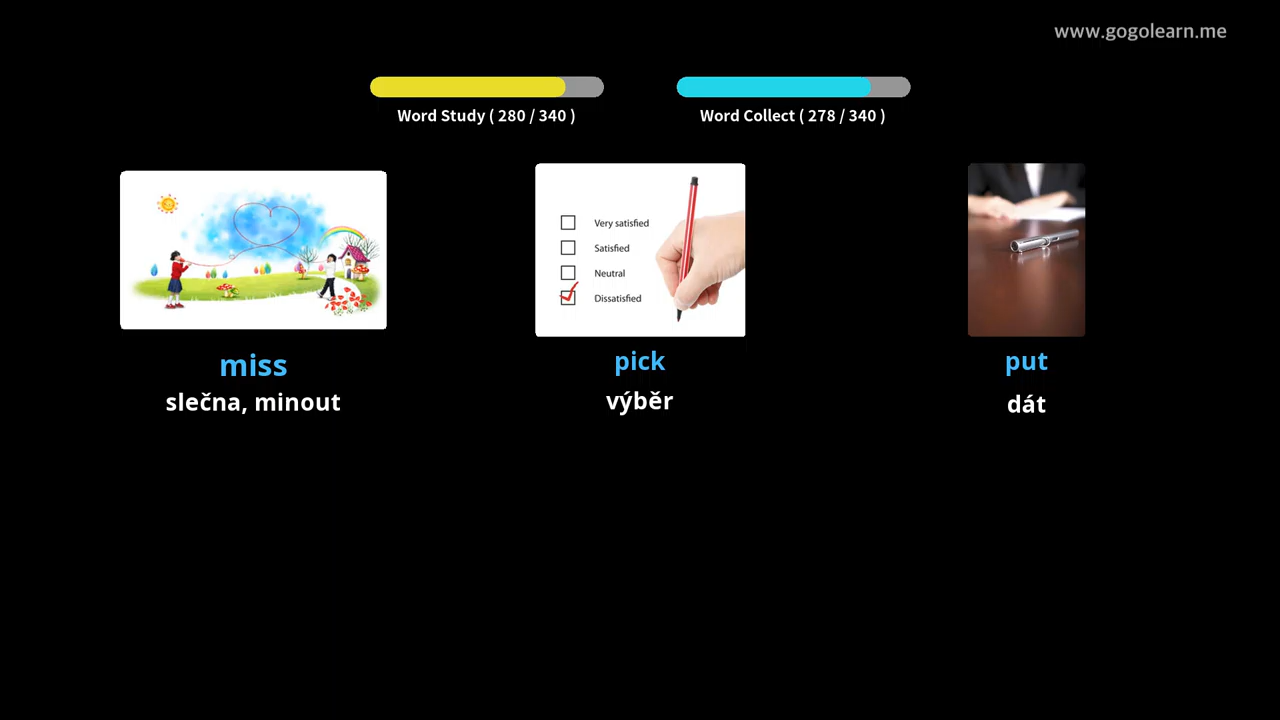 www.gogolearn.me
Word Study ( 280 / 340 )
Word Collect ( 278 / 340 )
Very satisfied
Satisfied
Neutral
Dissatisfied
miss
slečna, minout
pick
výběr
put
dát